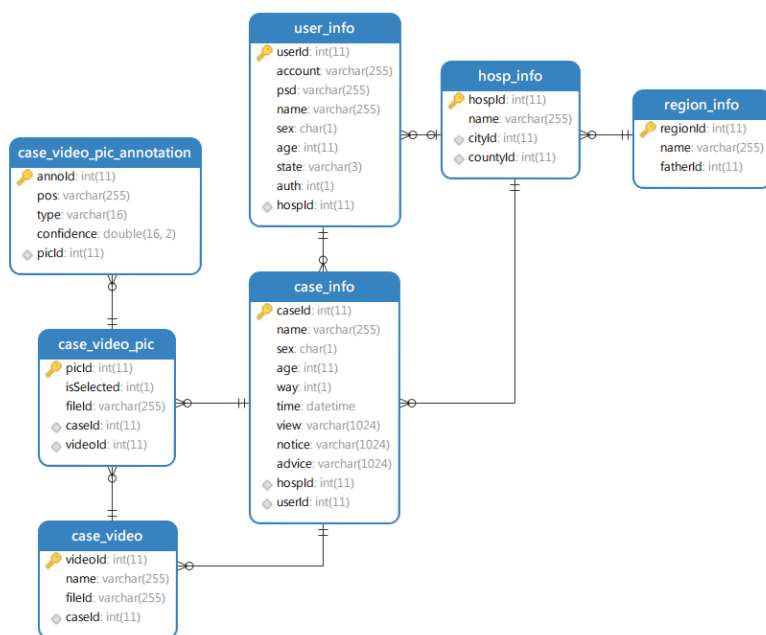 user_info
userId: int(11)
account: varchar(255)
psd: varchar(255)
name: varchar(255)
sex: char(1)
age: int(11)
state: varchar(3)
auth: int(1)
hospId: int(11)
hosp_info
hospId: int(11)
name: varchar(255)
cityId: int(11)
countyId: int(11)
region_info
regionId: int(11)
name: varchar(255)
fatherId: int(11)
case_video_pic_annotation
annoId: int(11)
pos: varchar(255)
type: varchar(16)
confidence: double(16, 2)
picId: int(11)
case_info
caseId: int(11)
name: varchar(255)
sex: char(1)
age: int(11)
way: int(1)
time: datetime
view: varchar(1024)
notice: varchar(1024)
advice: varchar(1024)
hospId: int(11)
userId: int(11)
case_video_pic
picId: int(11)
isSelected: int(1)
fileId: varchar(255)
caseId: int(11)
videoId: int(11)
case_video
videoId: int(11)
name: varchar(255)
fileId: varchar(255)
caseId: int(11)